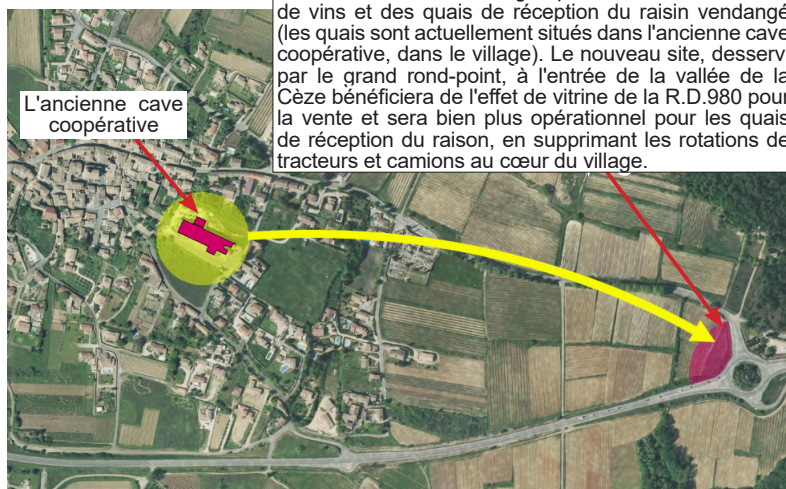 de vins et des quais de réception du raisin vendangé
(les quais sont actuellement situés dans l'ancienne cave
coopérative, dans le village). Le nouveau site, desservi
par le grand rond-point, à l'entrée de la vallée de la
Cèze bénéficiera de l'effet de vitrine de la R.D.980 pour
la vente et sera bien plus opérationnel pour les quais
de réception du raison, en supprimant les rotations de
tracteurs et camions au cœur du village.
L'ancienne cave
coopérative